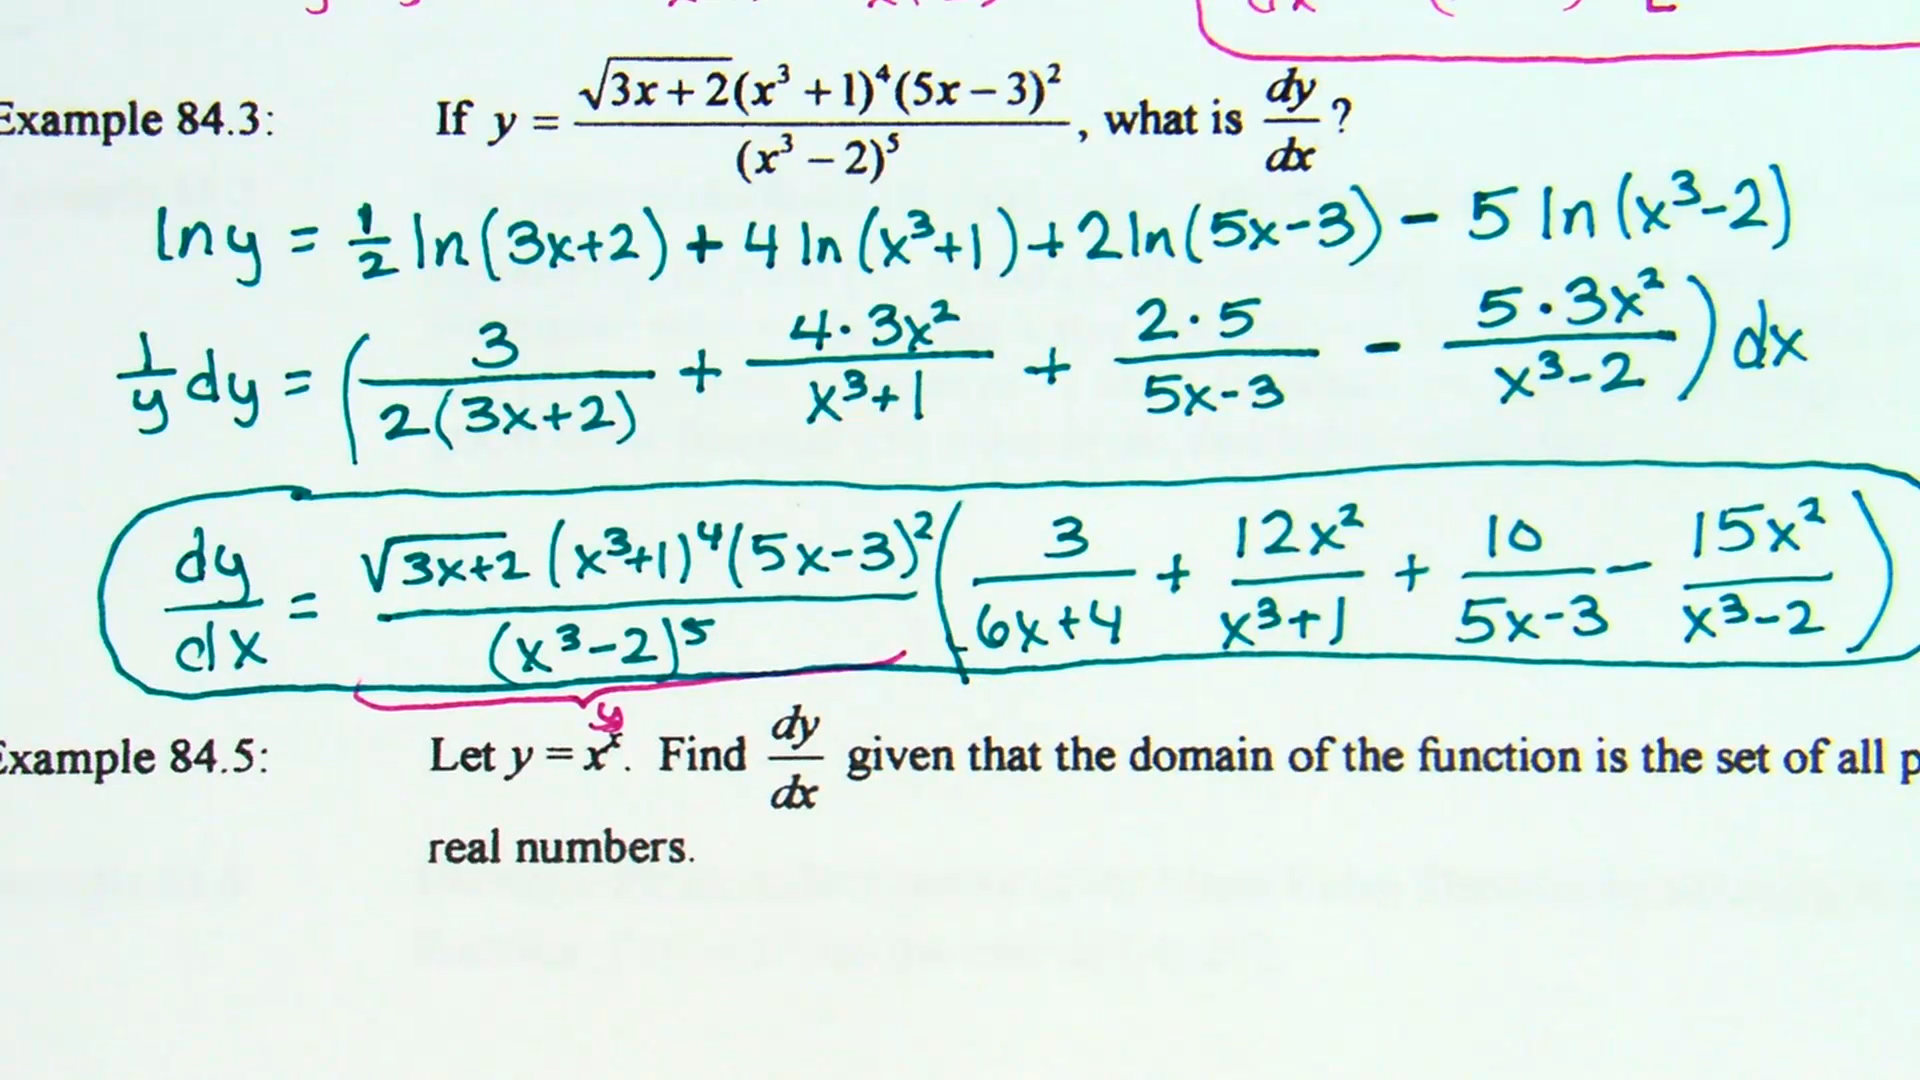 Example 84.3: If y = √3x + 2(x³ + 1)⁴(5x − 3)² / (x³ − 2)⁵ , what is dy/dx ?
ln y = ½ ln(3x+2) + 4 ln(x³+1) + 2 ln(5x−3) − 5 ln(x³−2)
1/y dy = ( 3 / 2(3x+2) + 4·3x² / x³+1 + 2·5 / 5x−3 − 5·3x² / x³−2 ) dx
dy/dx = √3x+2 (x³+1)⁴(5x−3)² / (x³−2)⁵ ( 3 / 6x+4 + 12x² / x³+1 + 10 / 5x−3 − 15x² / x³−2 )
y
Example 84.5: Let y = xˣ. Find dy/dx given that the domain of the function is the set of all p
real numbers.